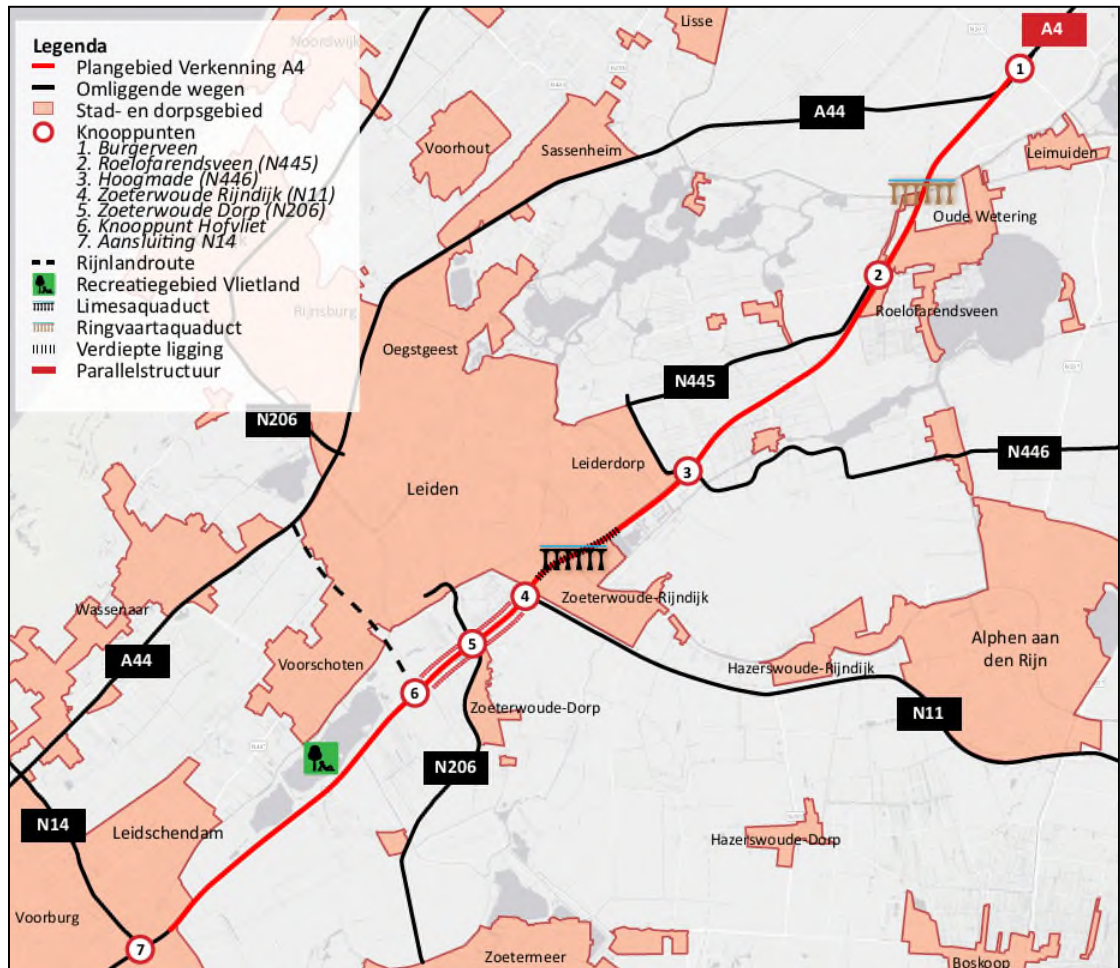 Legenda
Plangebied Verkenning A4
Omliggende wegen
Stad- en dorpsgebied
Knooppunten
1. Burgerveen
2. Roelofarendsveen (N445)
3. Hoogmade (N446)
4. Zoeterwoude Rijndijk (N11)
5. Zoeterwoude Dorp (N206)
6. Knooppunt Hofvliet
7. Aansluiting N14
Rijnlandroute
Recreatiegebied Vlietland
Limesaquaduct
Ringvaartaquaduct
Verdiepte ligging
Parallelstructuur
Noordwijk
Rijnsburg
Lisse
A4
1
A44
Voorhout
Sassenheim
Leimuiden
Oude Wetering
2
Roelofarendsveen
Oegstgeest
N445
N206
Leiderdorp
3
N446
Leiden
4
Zoeterwoude-Rijdijk
Wassenaar
5
Alphen aan
den Rijn
A44
Voorschoten
Hazerswoude-Rijdijk
6
Zoeterwoude-Dorp
N11
N206
N14
Leidschendam
Hazerswoude-Dorp
Voorburg
7
Zoetermeer
Boskoop